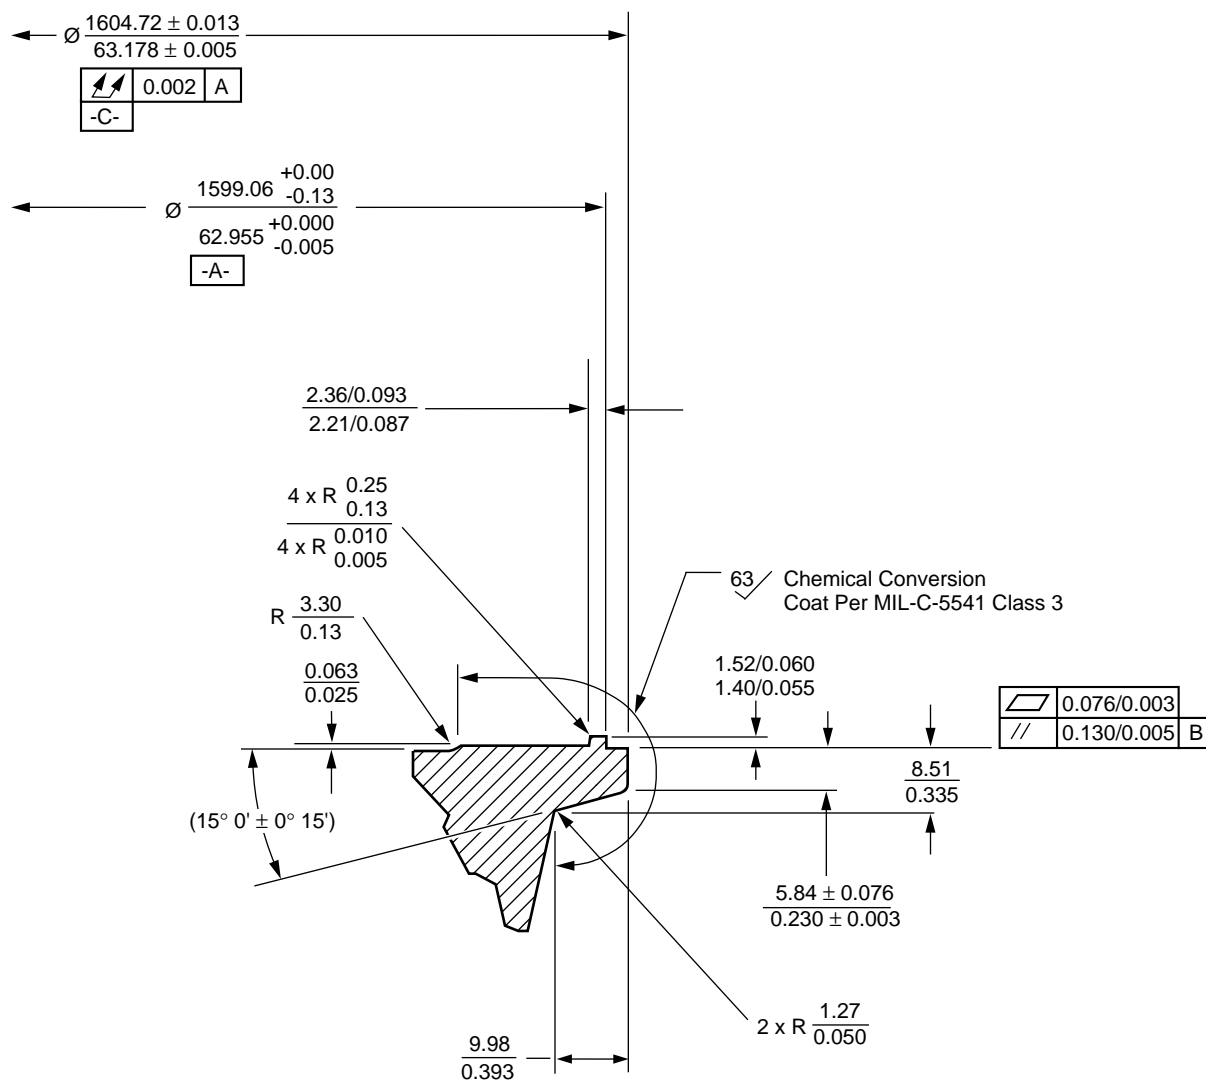 Ø 1604.72 ± 0.013
63.178 ± 0.005
0.002 A
-C-
+0.00
Ø 1599.06 -0.13
+0.000
62.955 -0.005
-A-
2.36/0.093
2.21/0.087
4 x R 0.25
0.13
4 x R 0.010
0.005
63 Chemical Conversion
Coat Per MIL-C-5541 Class 3
R 3.30
0.13
0.063
0.025
1.52/0.060
1.40/0.055
0.076/0.003
// 0.130/0.005 B
8.51
0.335
(15° 0' ± 0° 15')
5.84 ± 0.076
0.230 ± 0.003
2 x R 1.27
0.050
9.98
0.393